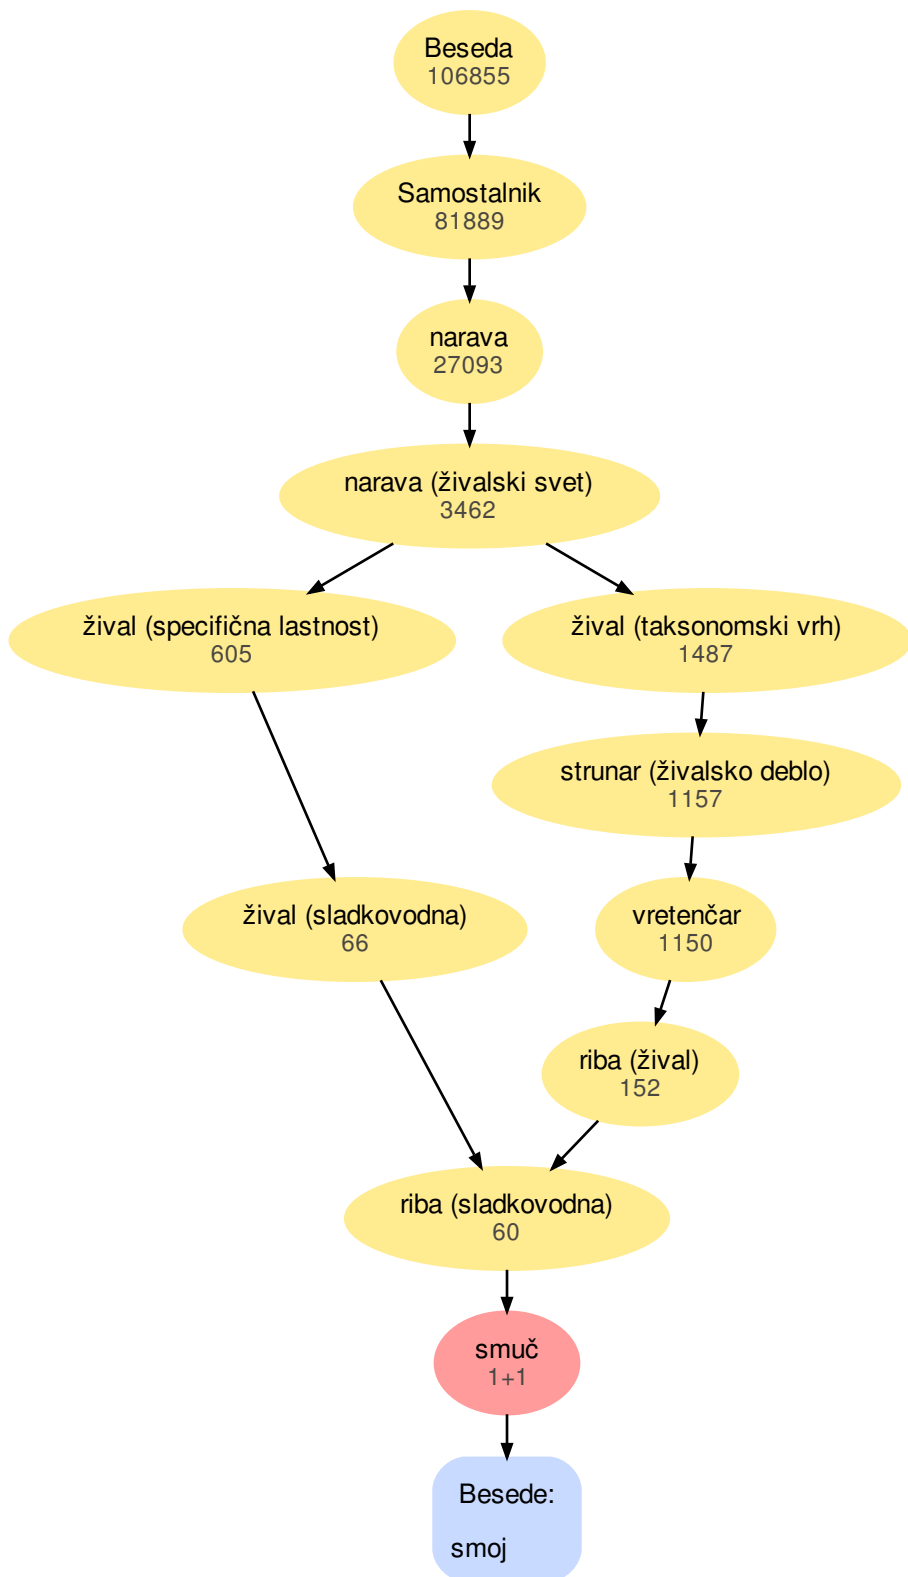 Beseda
106855
Samostalnik
81889
narava
27093
narava (živalski svet)
3462
žival (specifična lastnost)
605
žival (taksonomski vrh)
1487
strunar (živalsko deblo)
1157
žival (sladkovodna)
66
vretenčar
1150
riba (žival)
152
riba (sladkovodna)
60
smuč
1+1
Besede:
smoj